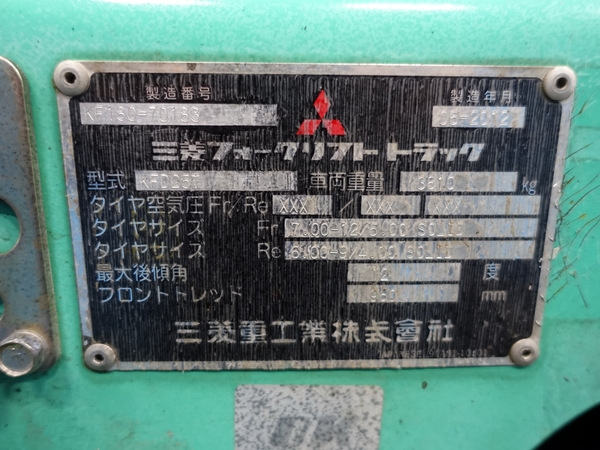 製造番号 製造年月
05-2012
三菱フォークリフトトラック
型式 車両重量 3910 kg
タイヤ空気圧 Fr/Re XXX / XXX XXX
タイヤサイズ Fr 7.00-12/5.00 SOLID
タイヤサイズ Re 6.00-9/4.00 SOLID
最大後傾角 12 度
フロントトレッド 960 mm
三菱重工業株式會社